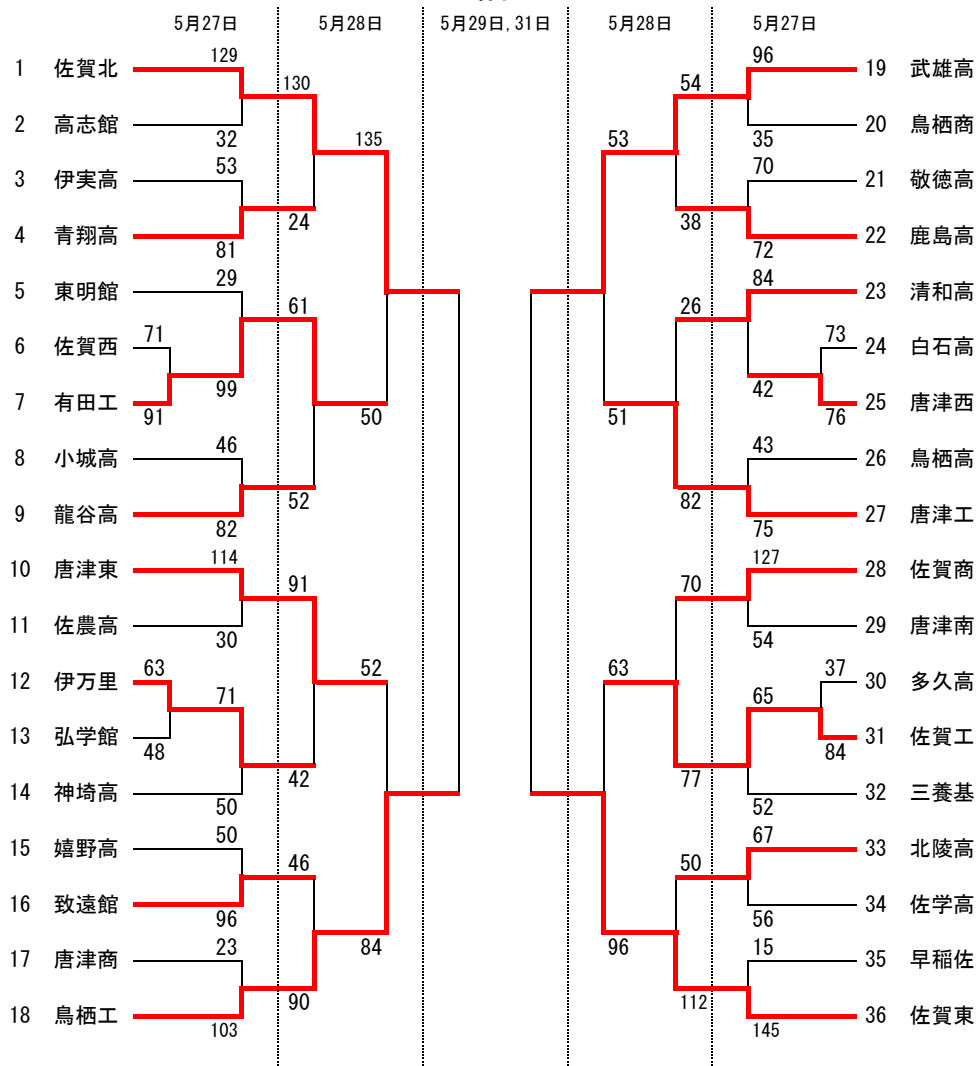 5月27日 5月28日 5月29日, 31日 5月28日 5月27日
129 96
1 佐賀北 19 武雄高
130 54
2 高志館 20 鳥栖商
32 135 53 35
53 70
3 伊実高 21 敬徳高
24 38
4 青翔高 22 鹿島高
81 72
29 84
5 東明館 23 清和高
61 26
71 73
6 佐賀西 24 白石高
99 42
7 有田工 25 唐津西
91 50 51 76
46 43
8 小城高 26 鳥栖高
52 82
9 龍谷高 27 唐津工
82 75
114 127
10 唐津東 28 佐賀商
91 70
11 佐農高 29 唐津南
30 54
63 52 63 37
12 伊万里 30 多久高
71 65
13 弘学館 31 佐賀工
48 84
42 77
14 神埼高 32 三養基
50 52
50 67
15 嬉野高 33 北陵高
46 50
16 致遠館 34 佐学高
96 56
23 84 96 15
17 唐津商 35 早稲佐
90 112
18 鳥栖工 36 佐賀東
103 145